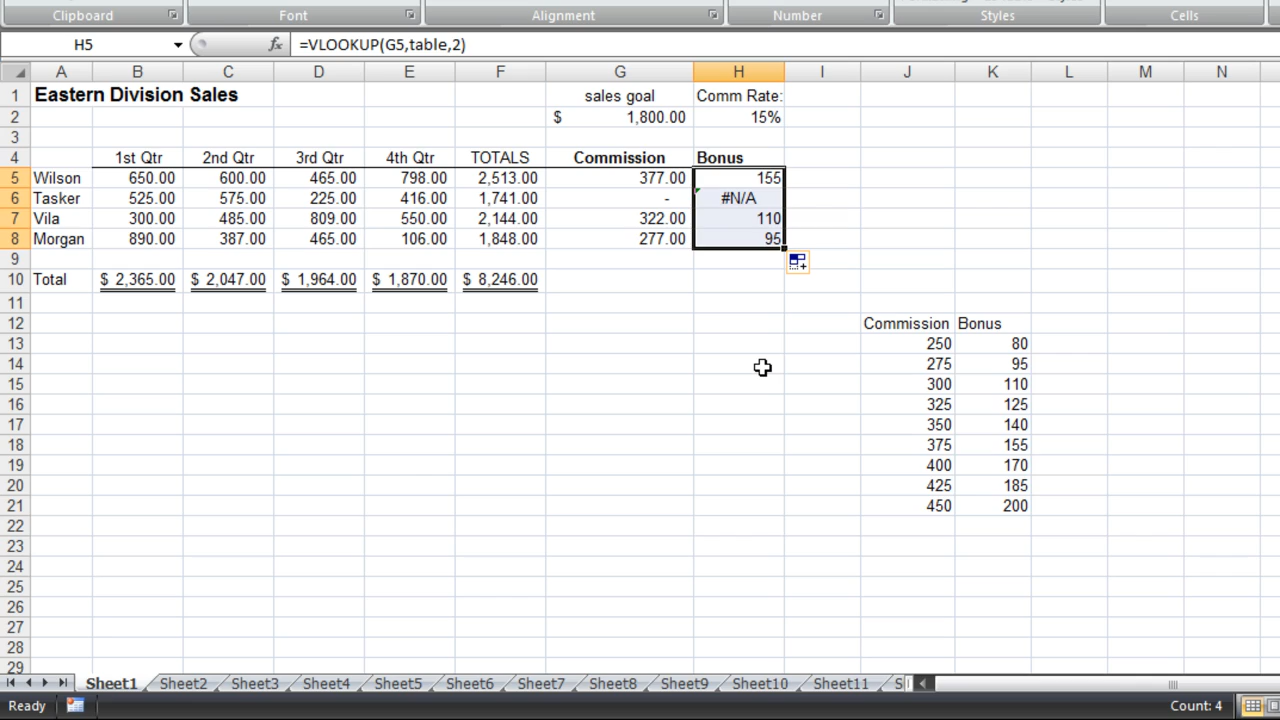 Clipboard Font Alignment Number Styles Cells
H5 fx =VLOOKUP(G5,table,2)
A B C D E F G H I J K L M N
1 Eastern Division Sales sales goal Comm Rate:
2 $ 1,800.00 15%
3
4 1st Qtr 2nd Qtr 3rd Qtr 4th Qtr TOTALS Commission Bonus
5 Wilson 650.00 600.00 465.00 798.00 2,513.00 377.00 155
6 Tasker 525.00 575.00 225.00 416.00 1,741.00 - #N/A
7 Vila 300.00 485.00 809.00 550.00 2,144.00 322.00 110
8 Morgan 890.00 387.00 465.00 106.00 1,848.00 277.00 95
9
10 Total $ 2,365.00 $ 2,047.00 $ 1,964.00 $ 1,870.00 $ 8,246.00
11
12 Commission Bonus
13 250 80
14 275 95
15 300 110
16 325 125
17 350 140
18 375 155
19 400 170
20 425 185
21 450 200
22
23
24
25
26
27
28
29
Sheet1 Sheet2 Sheet3 Sheet4 Sheet5 Sheet6 Sheet7 Sheet8 Sheet9 Sheet10 Sheet11 S
Ready Count: 4